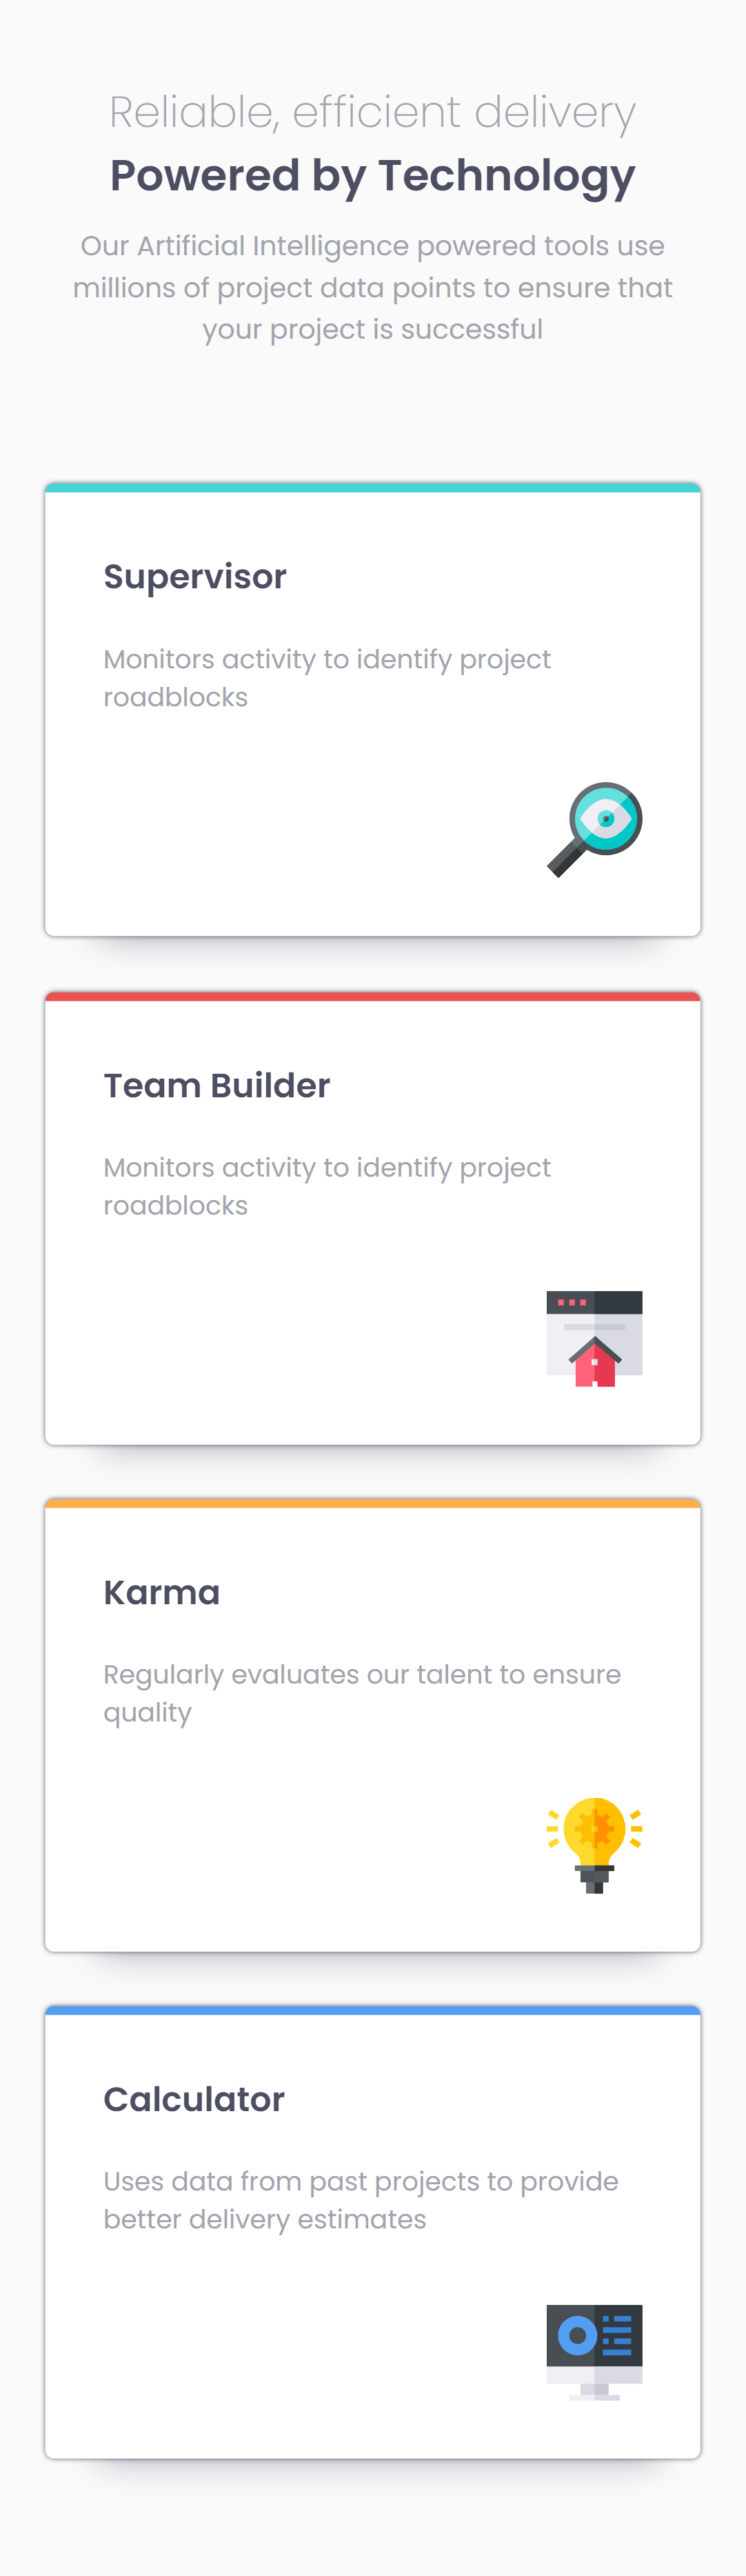 Reliable, efficient delivery
Powered by Technology
Our Artificial Intelligence powered tools use
millions of project data points to ensure that
your project is successful
Supervisor
Monitors activity to identify project
roadblocks
Team Builder
Monitors activity to identify project
roadblocks
Karma
Regularly evaluates our talent to ensure
quality
Calculator
Uses data from past projects to provide
better delivery estimates